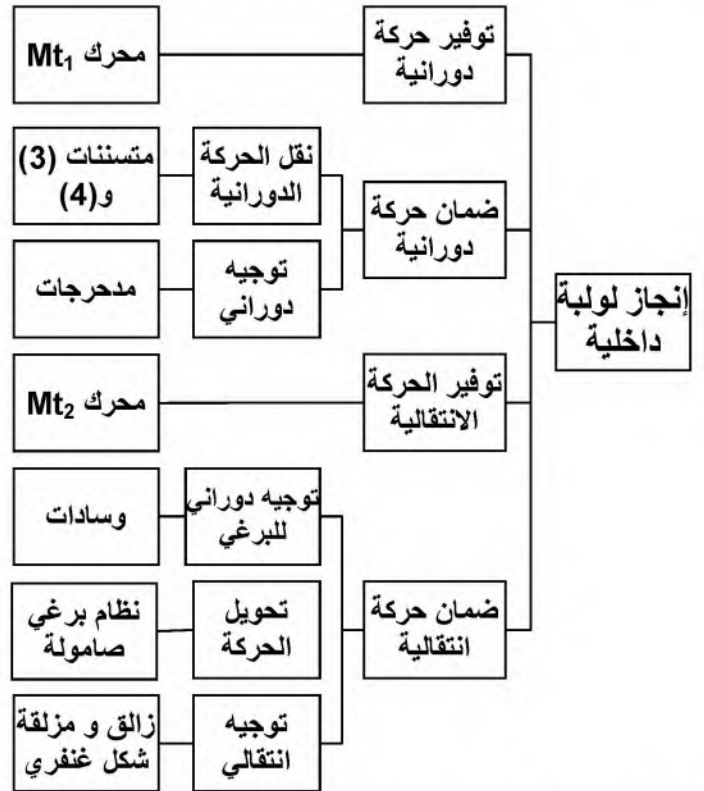 توفير حركة
دورانية
محرك Mt₁
نقل الحركة
الدورانية
متسننات (3)
و(4)
ضمان حركة
دورانية
توجيه
دوراني
مدحرجات
إنجاز لولبة
داخلية
توفير الحركة
الانتقالية
محرك Mt₂
توجيه دوراني
للبرغي
وسادات
ضمان حركة
انتقالية
تحويل
الحركة
نظام برغي
صامولة
توجيه
انتقالي
زالق و مزلقة
شكل غنفري